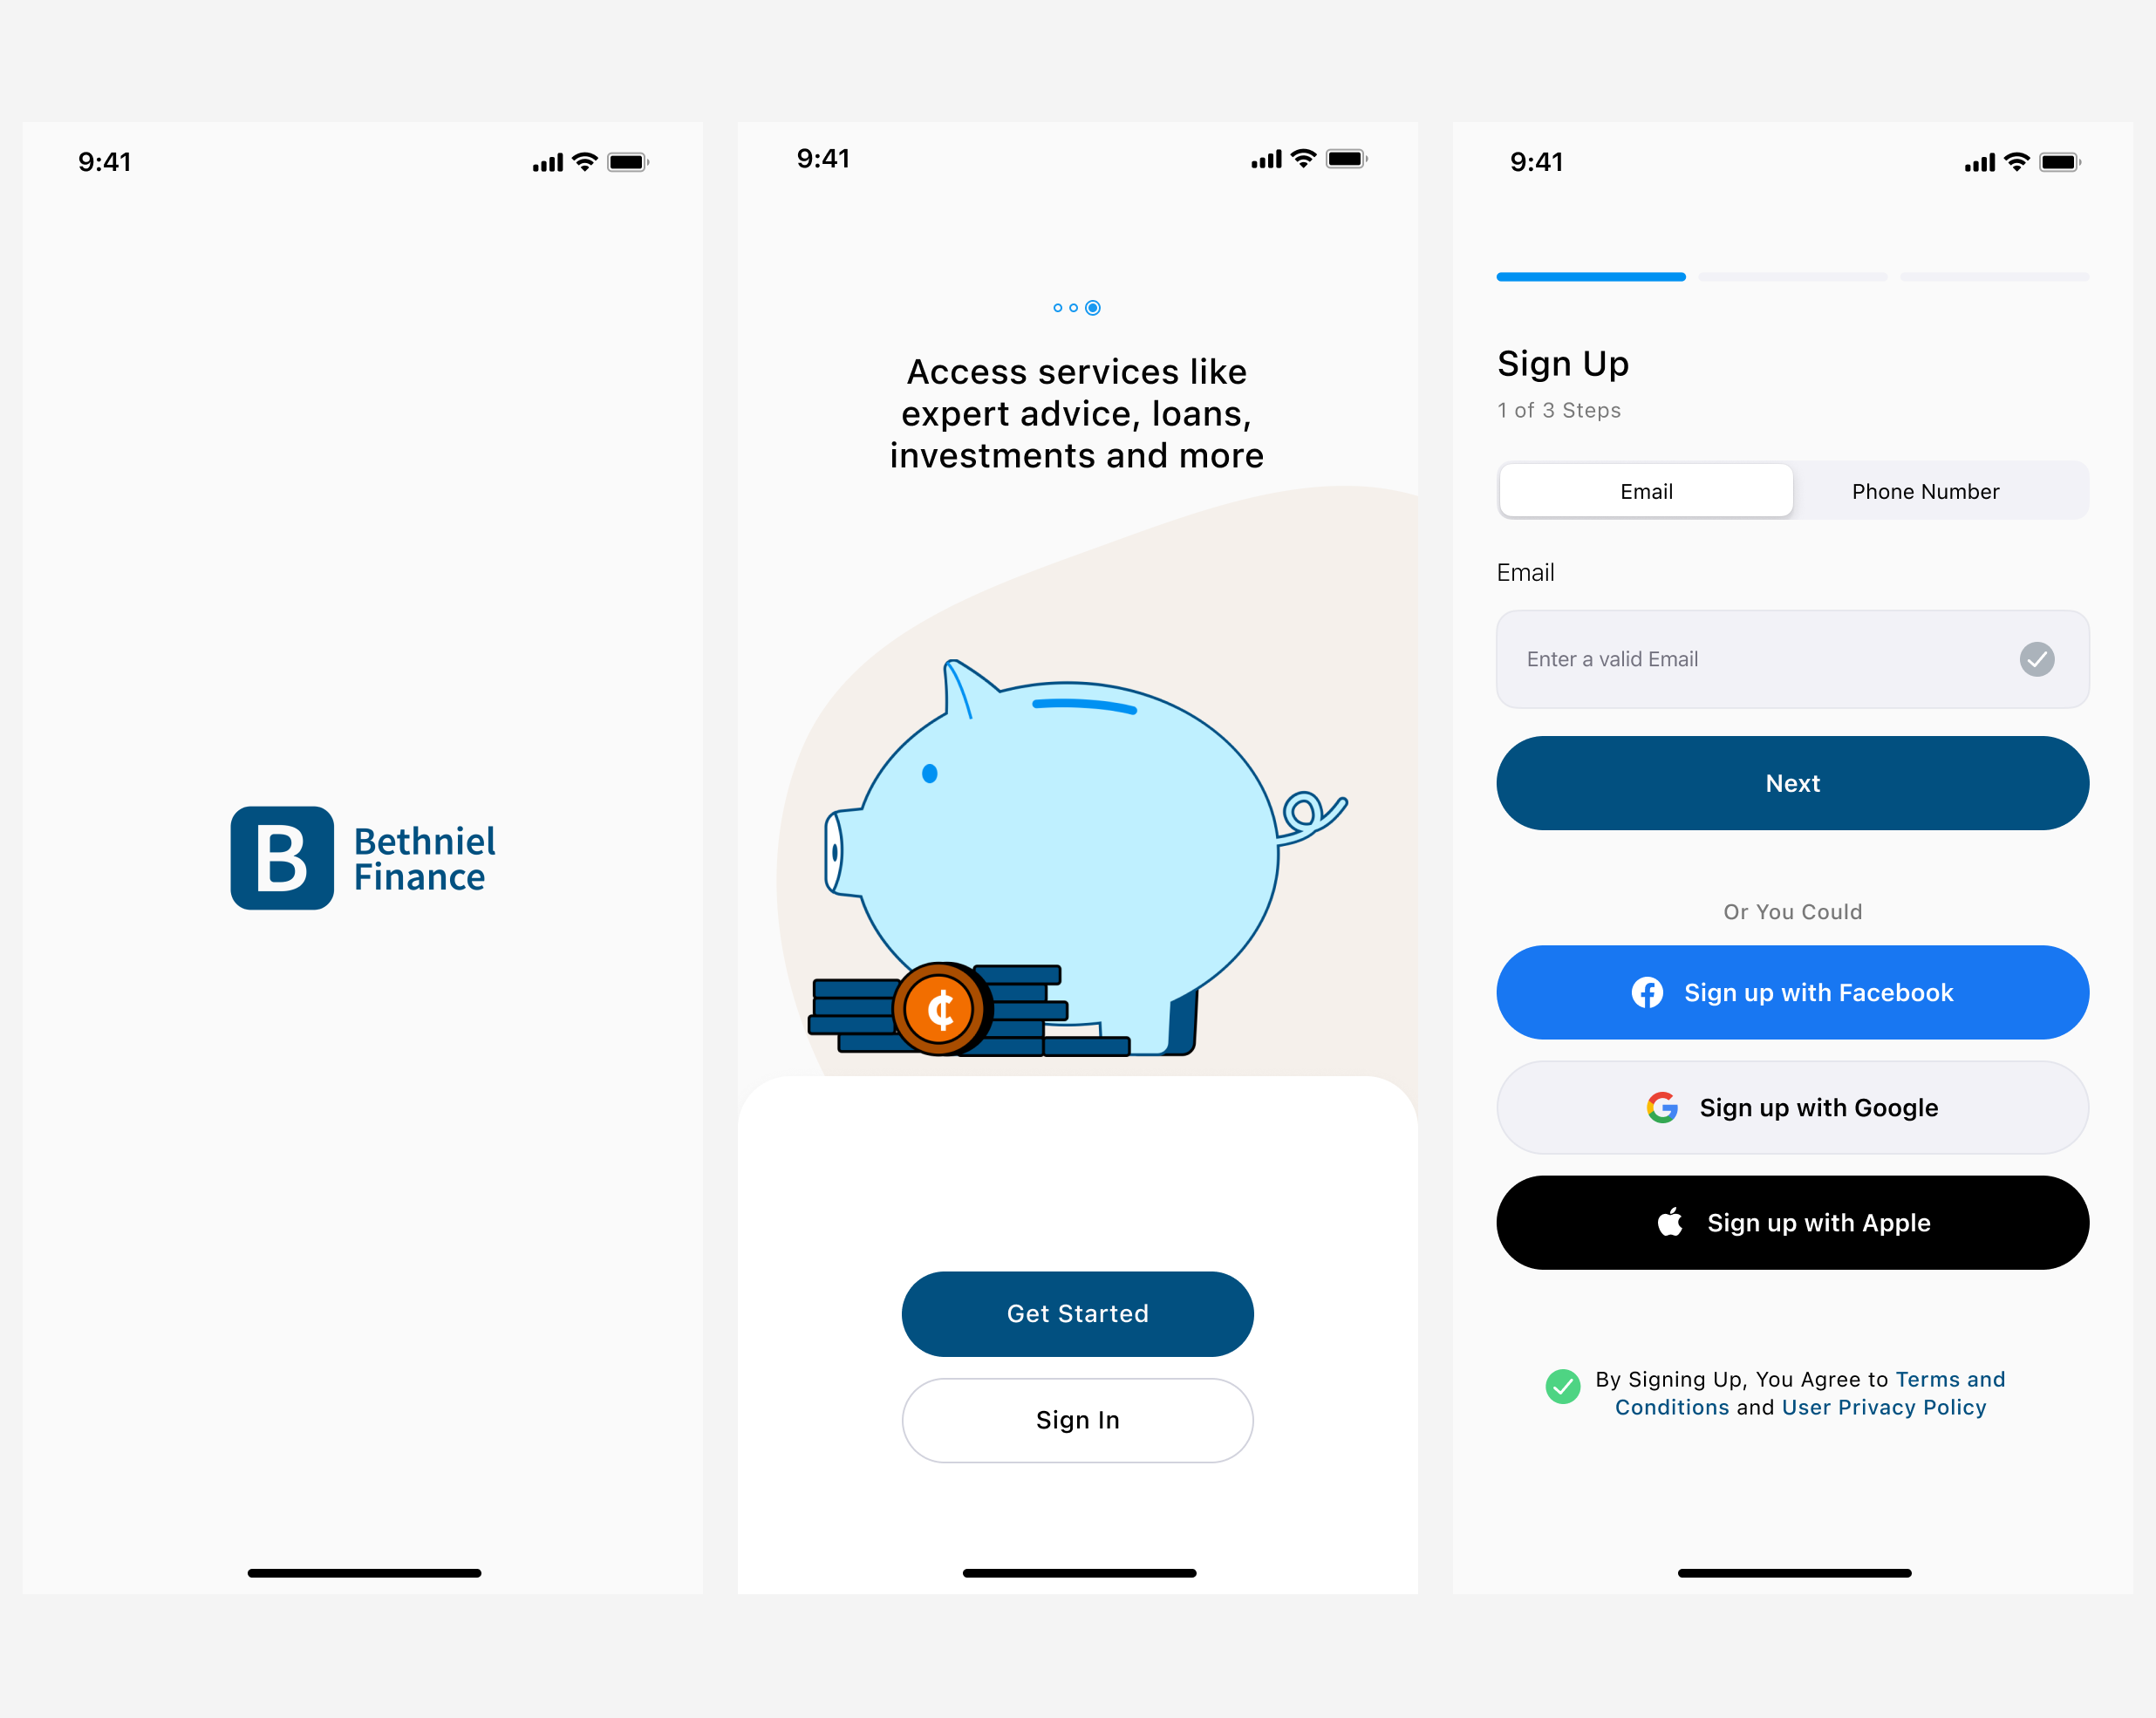 9:41
B
Bethniel
Finance
9:41
Access services like
expert advice, loans,
investments and more
¢
Get Started
Sign In
9:41
Sign Up
1 of 3 Steps
Email
Phone Number
Email
Enter a valid Email
Next
Or You Could
Sign up with Facebook
Sign up with Google
Sign up with Apple
By Signing Up, You Agree to Terms and
Conditions and User Privacy Policy